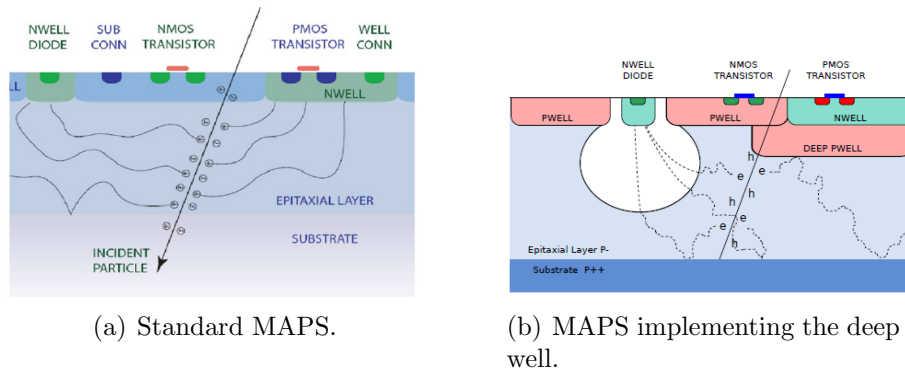 NWELL DIODE
SUB CONN
NMOS TRANSISTOR
PMOS TRANSISTOR
WELL CONN
LL
NWELL
EPITAXIAL LAYER
SUBSTRATE
INCIDENT PARTICLE
(a) Standard MAPS.
NWELL DIODE
NMOS TRANSISTOR
PMOS TRANSISTOR
PWELL
PWELL
NWELL
DEEP PWELL
h
e e
h
h
e e
h
Epitaxial Layer P-
Substrate P++
(b) MAPS implementing the deep
well.